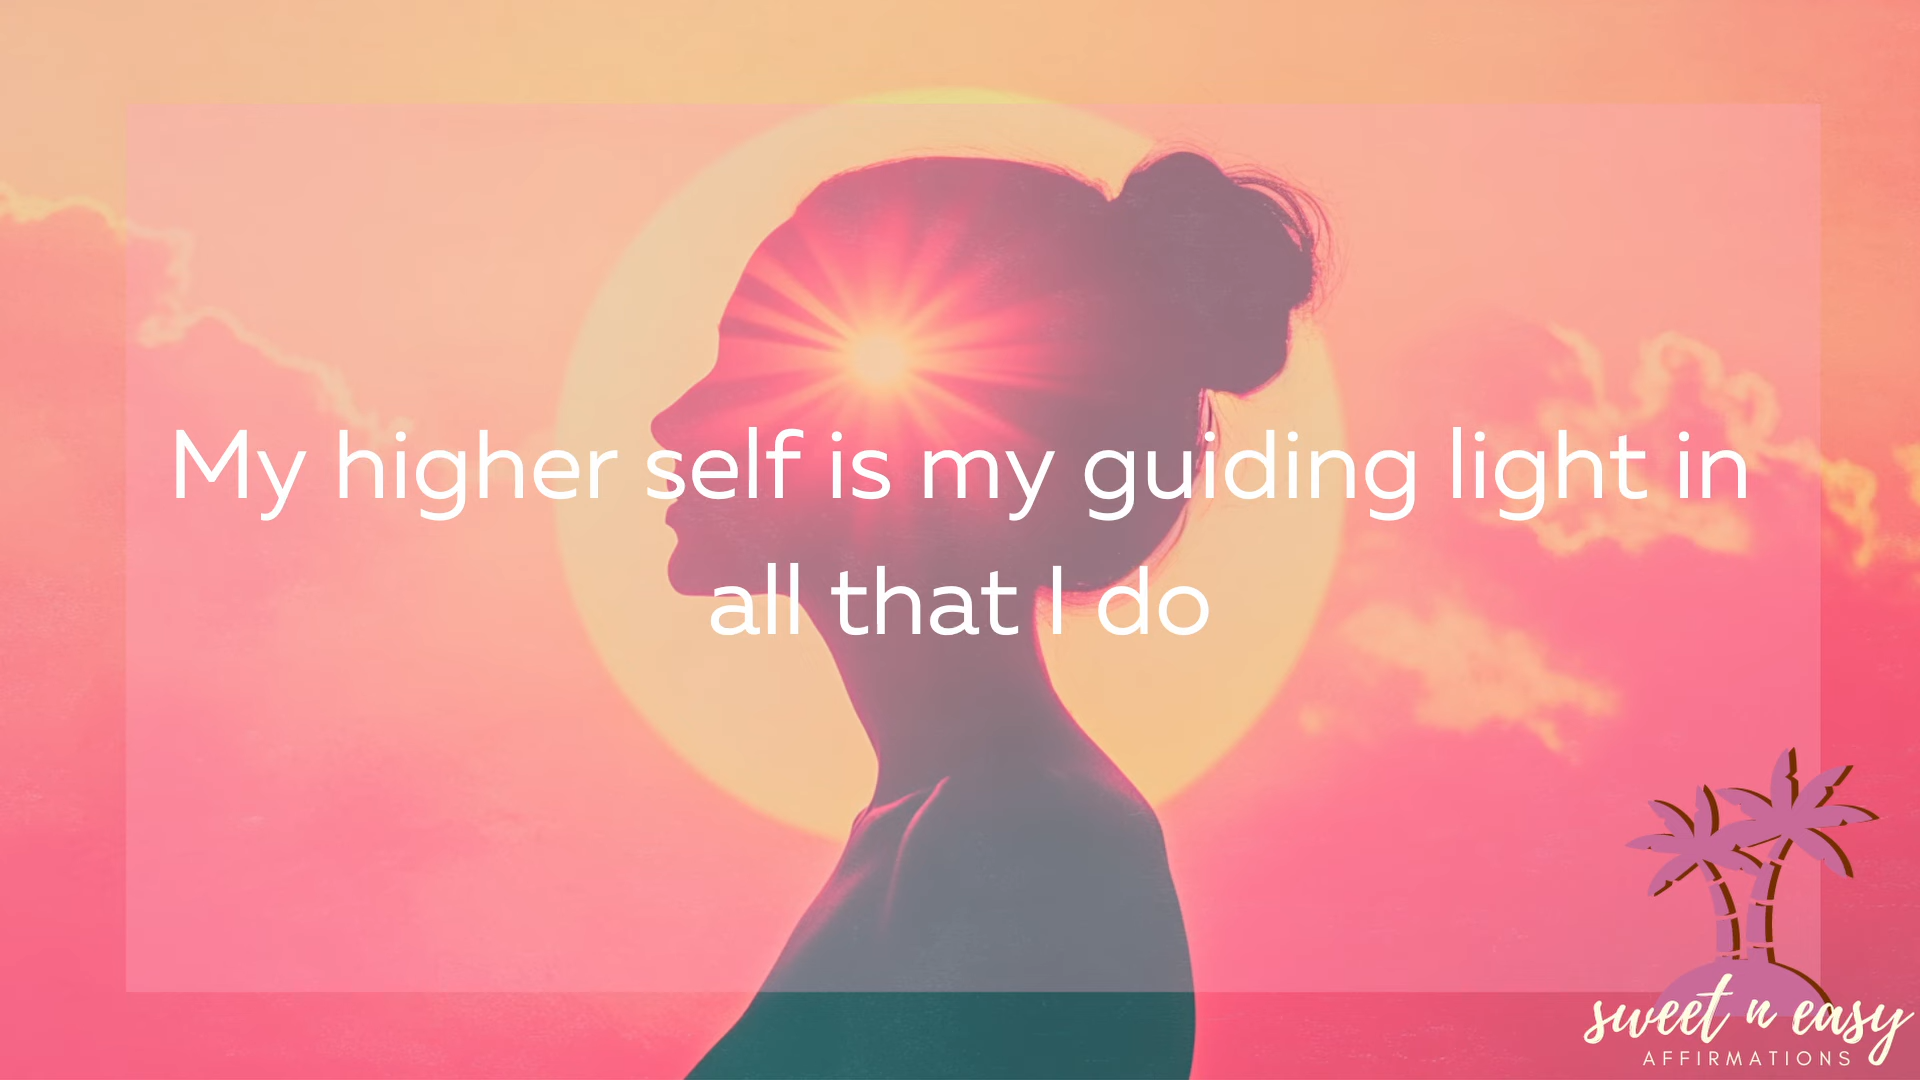 My higher self is my guiding light in
all that I do
sweet n easy
AFFIRMATIONS